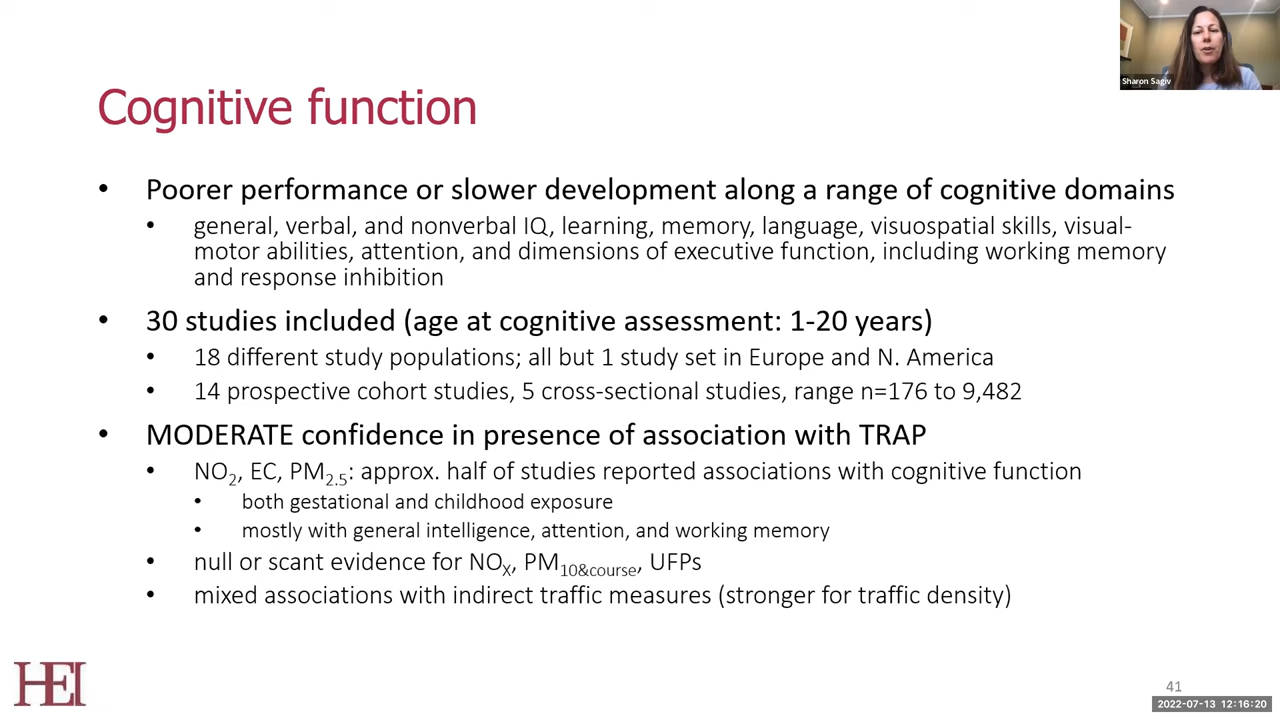 Sharon Sagiv
Cognitive function
• Poorer performance or slower development along a range of cognitive domains
• general, verbal, and nonverbal IQ, learning, memory, language, visuospatial skills, visual-
motor abilities, attention, and dimensions of executive function, including working memory
and response inhibition
• 30 studies included (age at cognitive assessment: 1-20 years)
• 18 different study populations; all but 1 study set in Europe and N. America
• 14 prospective cohort studies, 5 cross-sectional studies, range n=176 to 9,482
• MODERATE confidence in presence of association with TRAP
• NO2, EC, PM2.5: approx. half of studies reported associations with cognitive function
• both gestational and childhood exposure
• mostly with general intelligence, attention, and working memory
• null or scant evidence for NOX, PM10&course, UFPs
• mixed associations with indirect traffic measures (stronger for traffic density)
HEI
41
2022-07-13 12:16:20